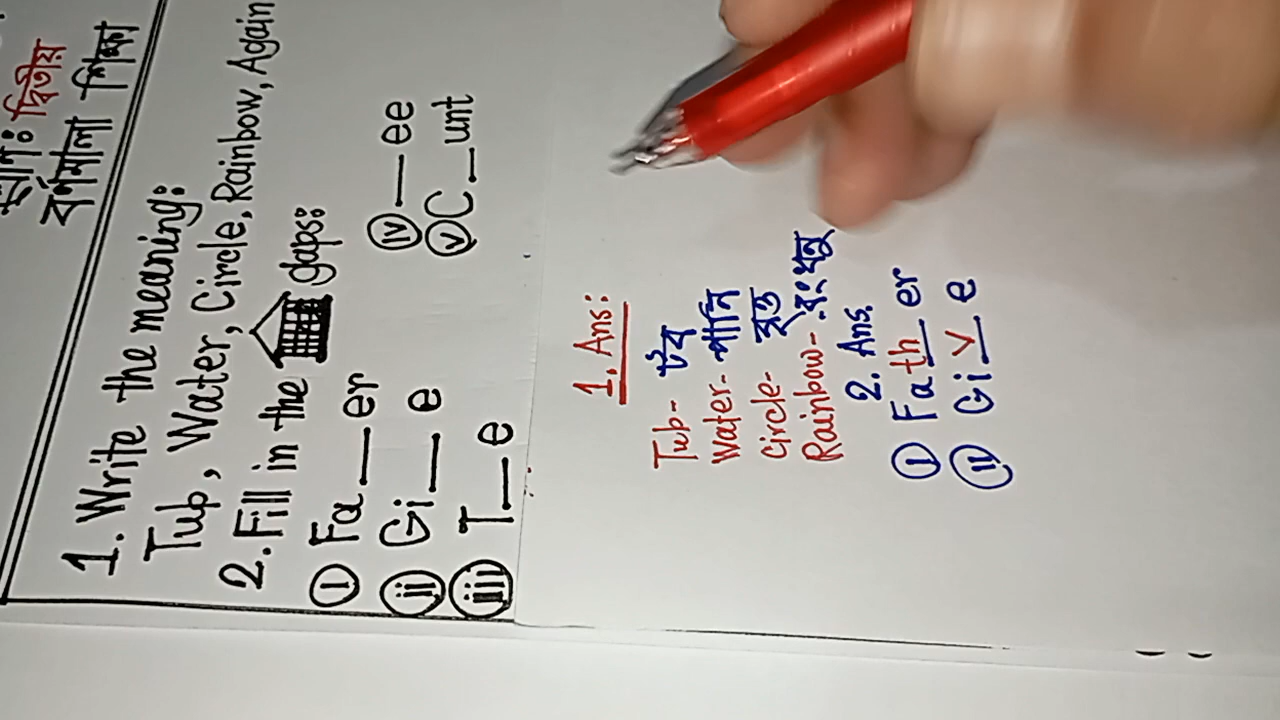 দ্বিতীয়
বর্ণমালা শিক্ষা
1. Write the meaning:
Tub, Water, Circle, Rainbow, Again
2. Fill in the gaps:
i Fa__er
ii Gi__e
iii T__e
iv __ee
v C__unt
1. Ans:
Tub- টব
Water- পানি
Circle- বৃত্ত
Rainbow- রংধনু
2. Ans.
i Father
ii Give